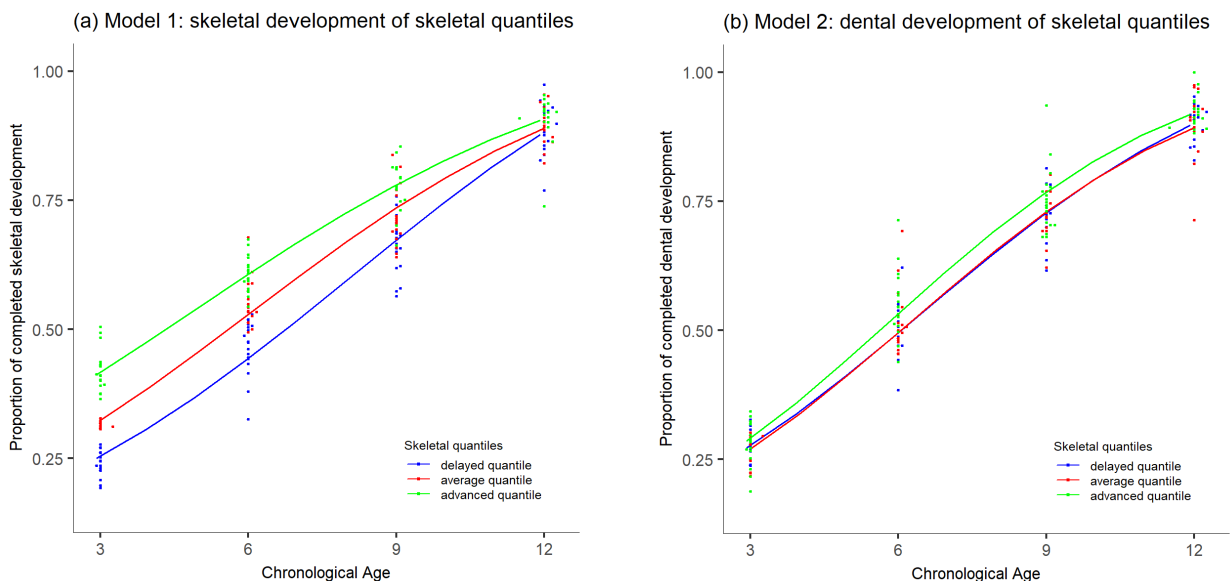 (a) Model 1: skeletal development of skeletal quantiles
Proportion of completed skeletal development
1.00
0.75
0.50
0.25
3
6
9
12
Chronological Age
Skeletal quantiles
delayed quantile
average quantile
advanced quantile
(b) Model 2: dental development of skeletal quantiles
Proportion of completed dental development
1.00
0.75
0.50
0.25
3
6
9
12
Chronological Age
Skeletal quantiles
delayed quantile
average quantile
advanced quantile